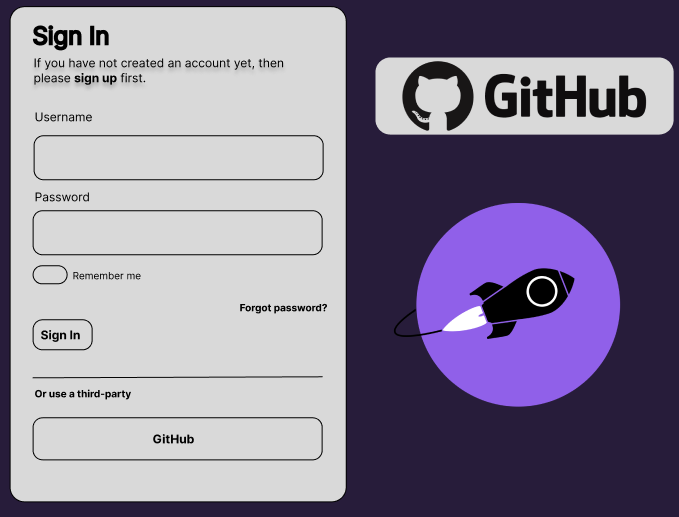 Sign In
If you have not created an account yet, then
please sign up first.
Username
Password
Remember me
Forgot password?
Sign In
Or use a third-party
GitHub
GitHub